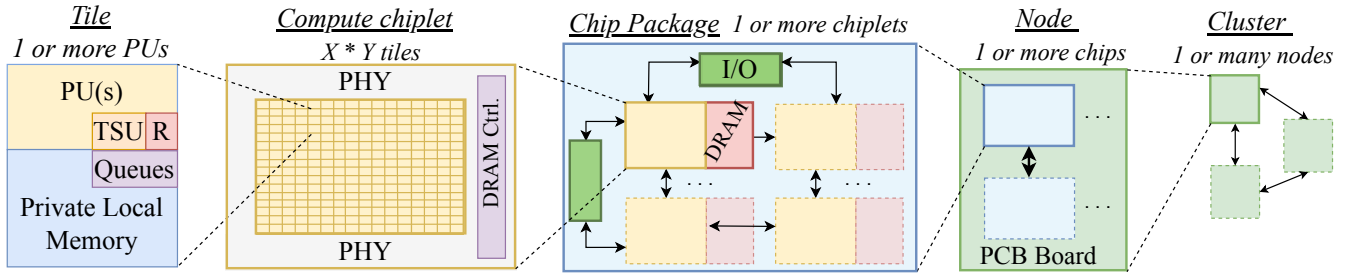 Tile
1 or more PUs
PU(s)
TSU R
Queues
Private Local
Memory
Compute chiplet
X * Y tiles
PHY
DRAM Ctrl.
PHY
Chip Package 1 or more chiplets
I/O
DRAM
. . .
. . .
Node
1 or more chips
. . .
. . .
PCB Board
Cluster
1 or many nodes